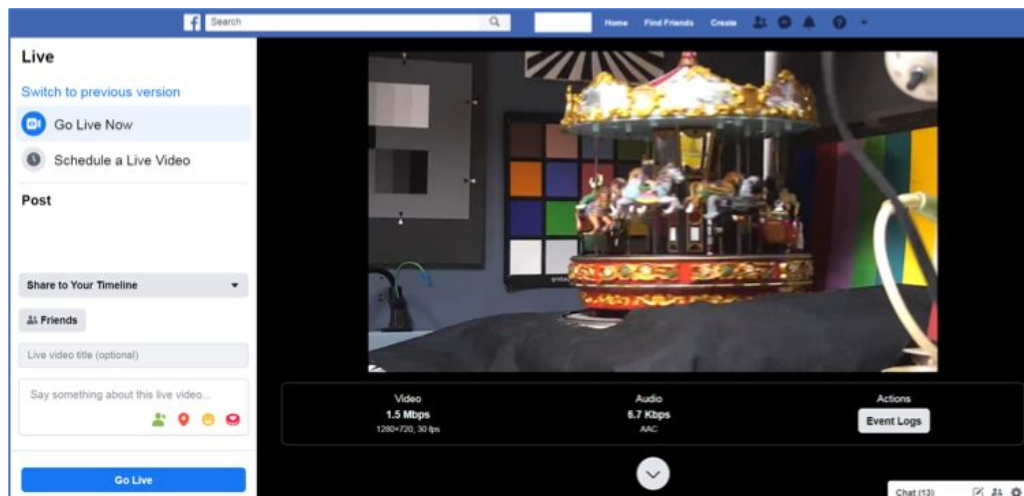 f
Search
Home Find Friends Create
Live
Switch to previous version
Go Live Now
Schedule a Live Video
Post
Share to Your Timeline
Friends
Live video title (optional)
Say something about this live video...
Go Live
Video
1.5 Mbps
1280×720, 30 fps
Audio
6.7 Kbps
AAC
Actions
Event Logs
Chat (13)